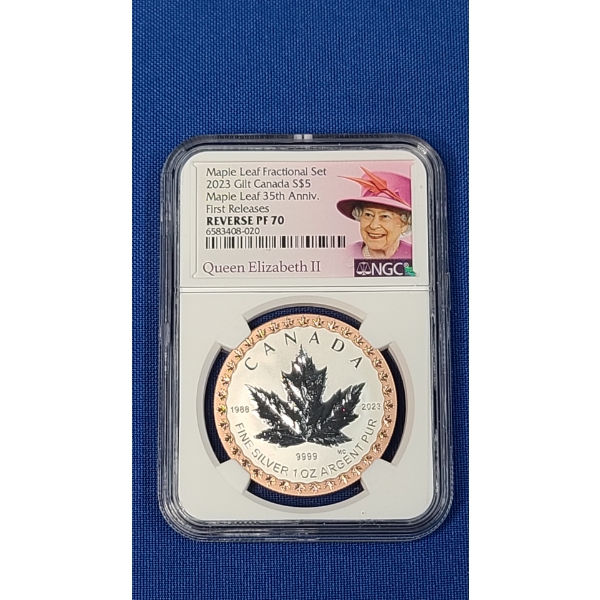 Maple Leaf Fractional Set
2023 Gilt Canada S$5
Maple Leaf 35th Anniv.
First Releases
REVERSE PF 70
6583408-020
Queen Elizabeth II
NGC
CANADA
1988 2023
9999 MC
FINE SILVER 1 OZ ARGENT PUR